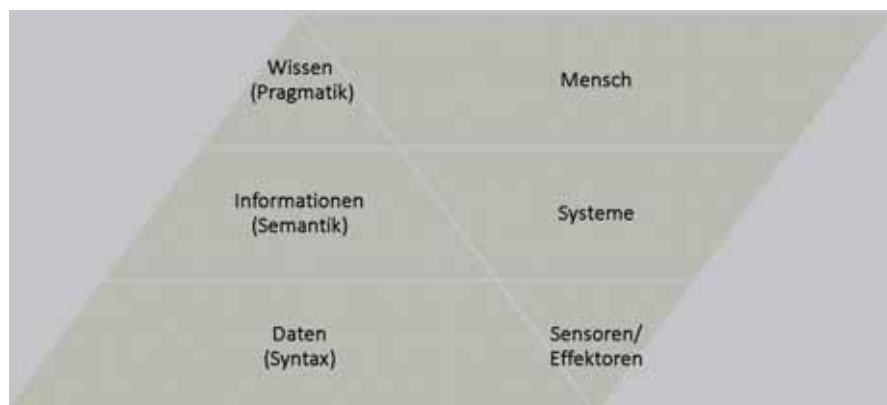 Wissen
(Pragmatik)
Mensch
Informationen
(Semantik)
Systeme
Daten
(Syntax)
Sensoren/
Effektoren